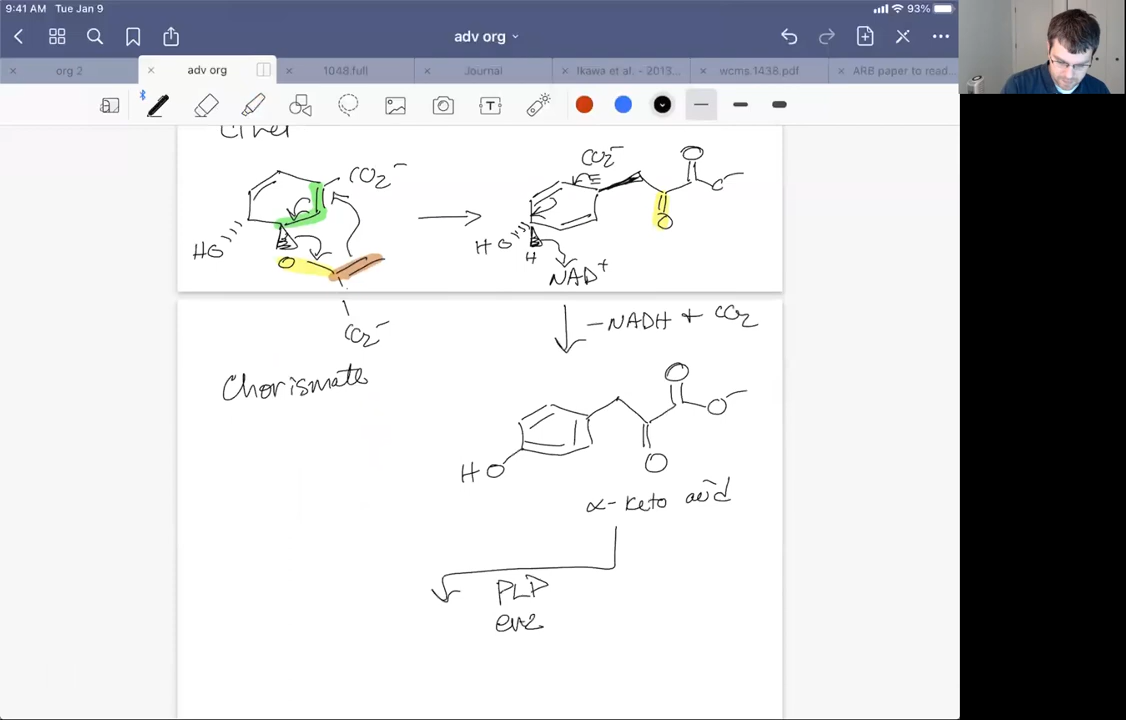 9:41 AM Tue Jan 9
93%
adv org
org 2
adv org
1048.full
Journal
Ikawa et al. - 2013...
wcms.1438.pdf
ARB paper to read...
T
CO2−
HO
O
CO2−
Chorismate
CO2−
O
O−
O
HO
H
NAD+
−NADH + CO2
O
O−
O
HO
α-keto acid
PLP